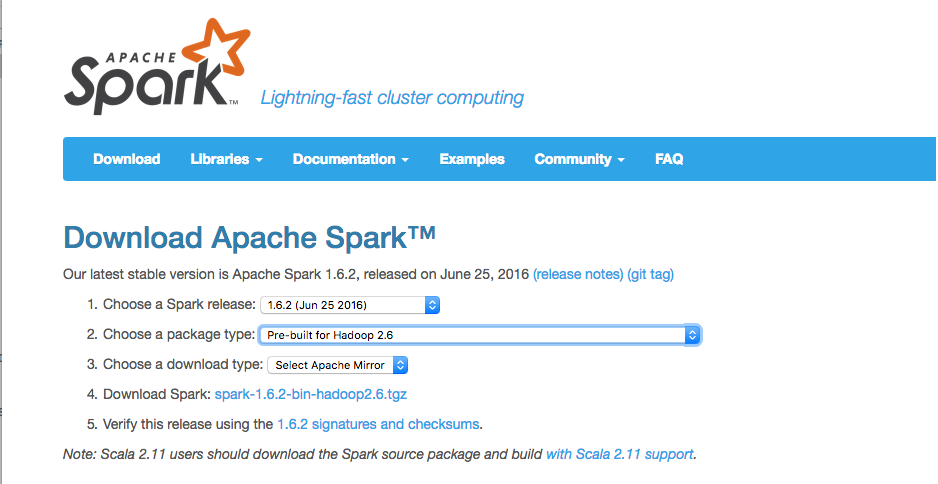 APACHE
Spark™
Lightning-fast cluster computing
Download Libraries Documentation Examples Community FAQ
Download Apache Spark™
Our latest stable version is Apache Spark 1.6.2, released on June 25, 2016 (release notes) (git tag)
1. Choose a Spark release: 1.6.2 (Jun 25 2016)
2. Choose a package type: Pre-built for Hadoop 2.6
3. Choose a download type: Select Apache Mirror
4. Download Spark: spark-1.6.2-bin-hadoop2.6.tgz
5. Verify this release using the 1.6.2 signatures and checksums.
Note: Scala 2.11 users should download the Spark source package and build with Scala 2.11 support.